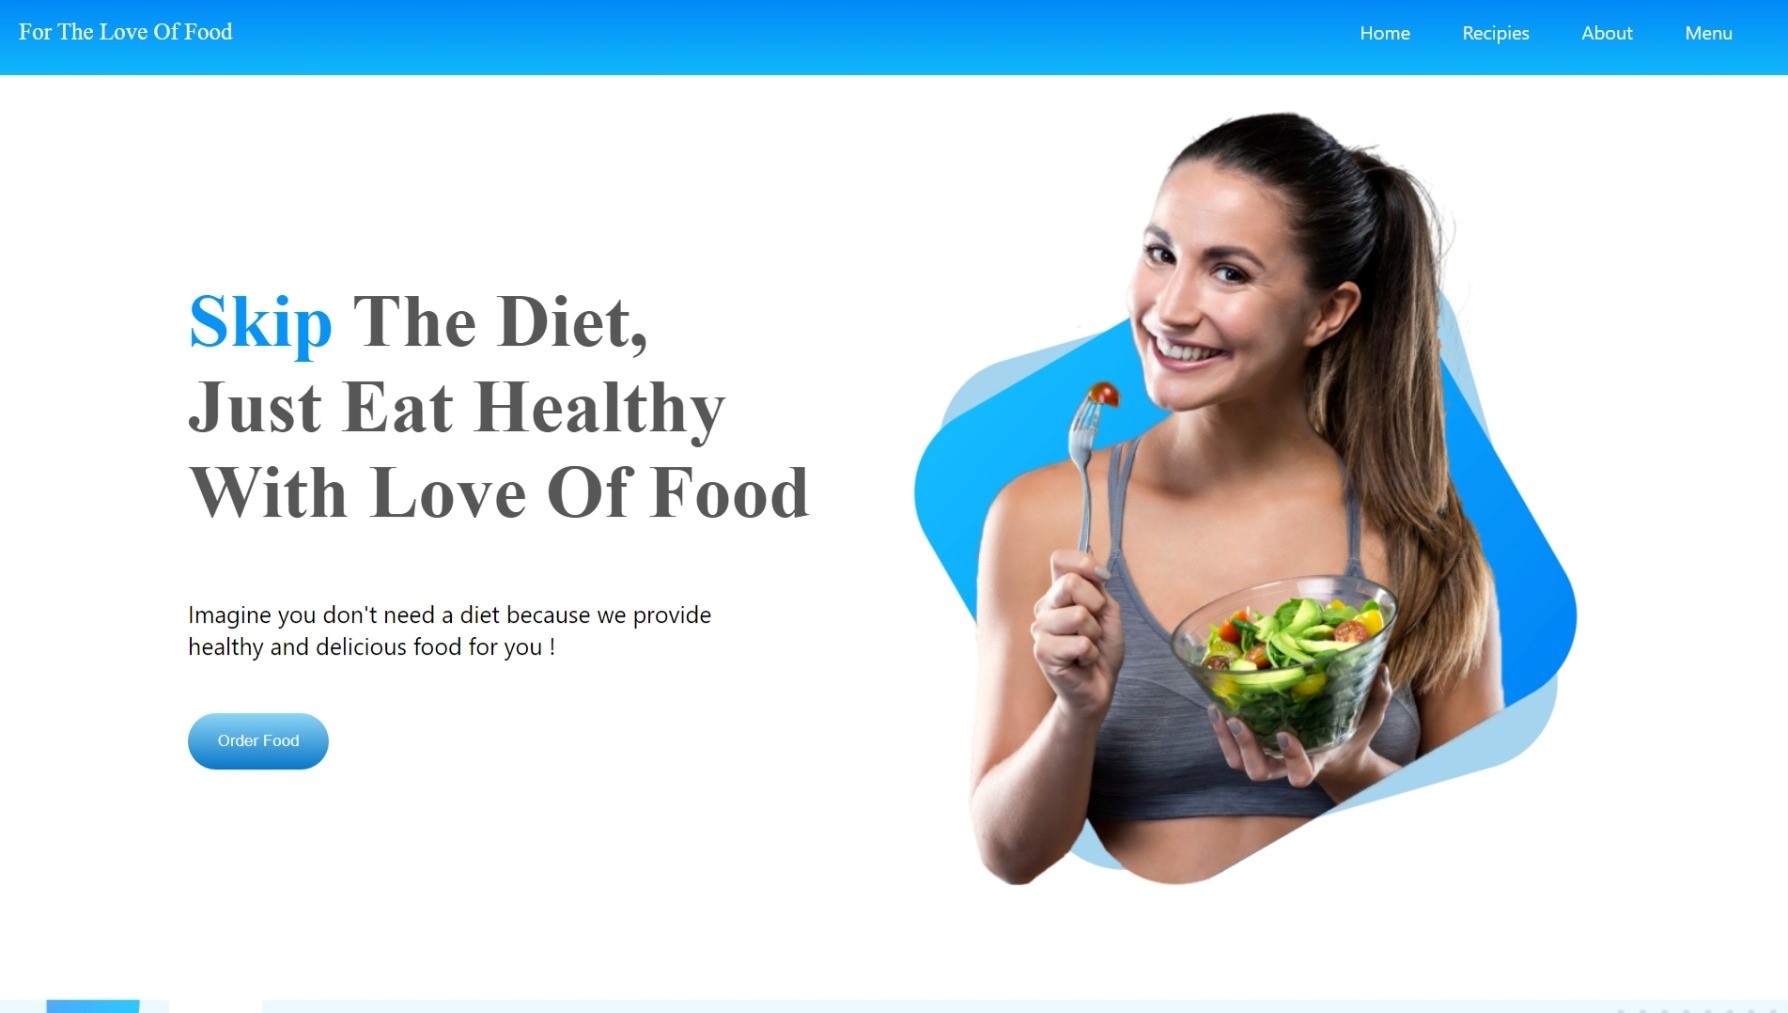 For The Love Of Food
Home
Recipies
About
Menu
Skip The Diet,
Just Eat Healthy
With Love Of Food
Imagine you don't need a diet because we provide
healthy and delicious food for you !
Order Food